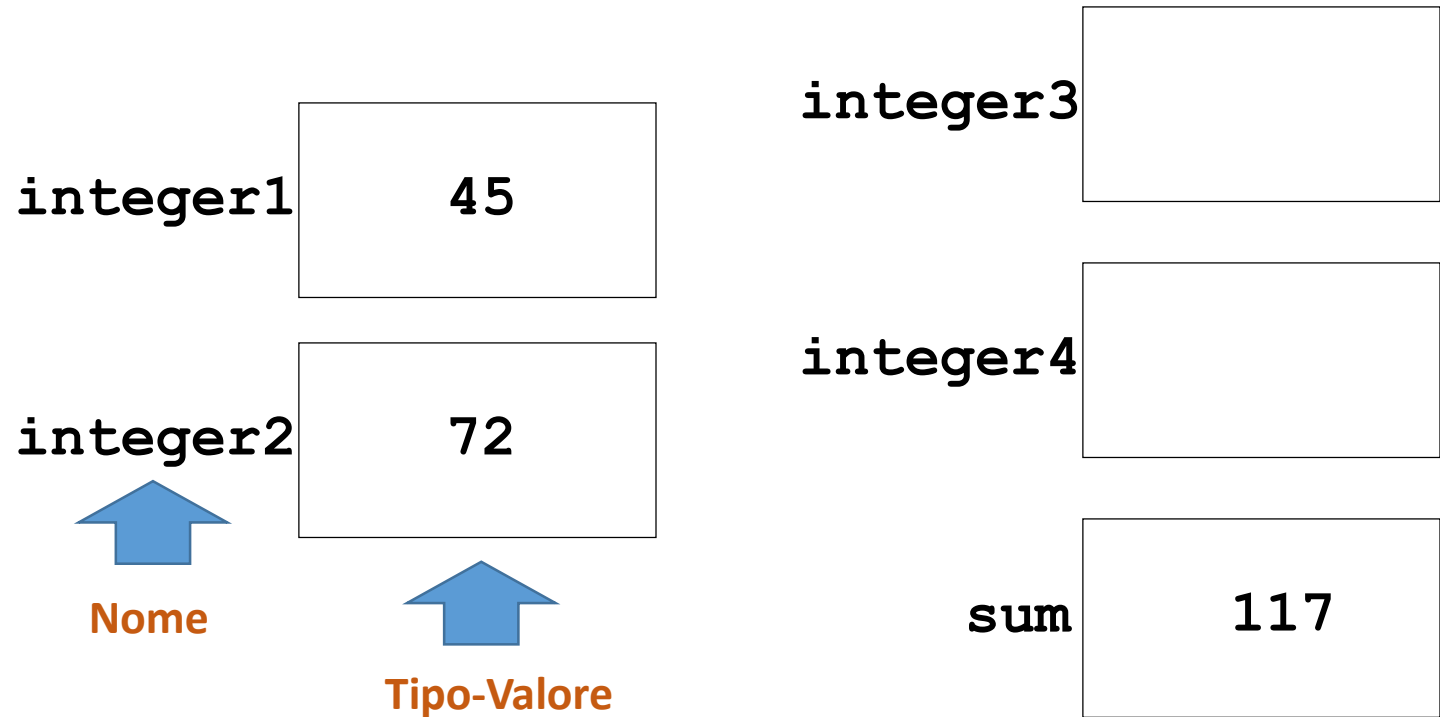 integer1
45
integer2
72
Nome
Tipo-Valore
integer3
integer4
sum
117